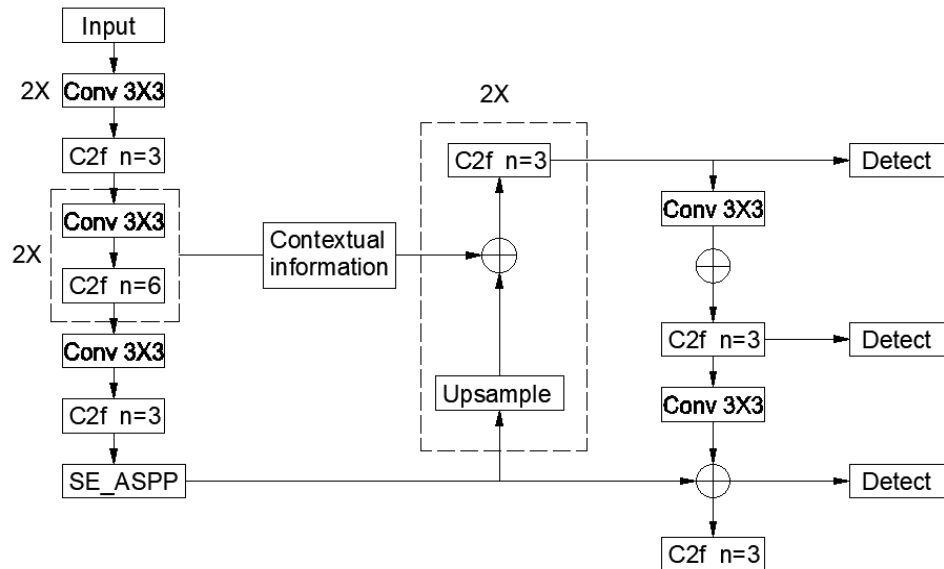 Input
2X
Conv 3X3
C2f n=3
2X
Conv 3X3
C2f n=6
Conv 3X3
C2f n=3
SE_ASPP
Contextual
information
2X
C2f n=3
Upsample
Detect
Conv 3X3
C2f n=3
Detect
Conv 3X3
Detect
C2f n=3